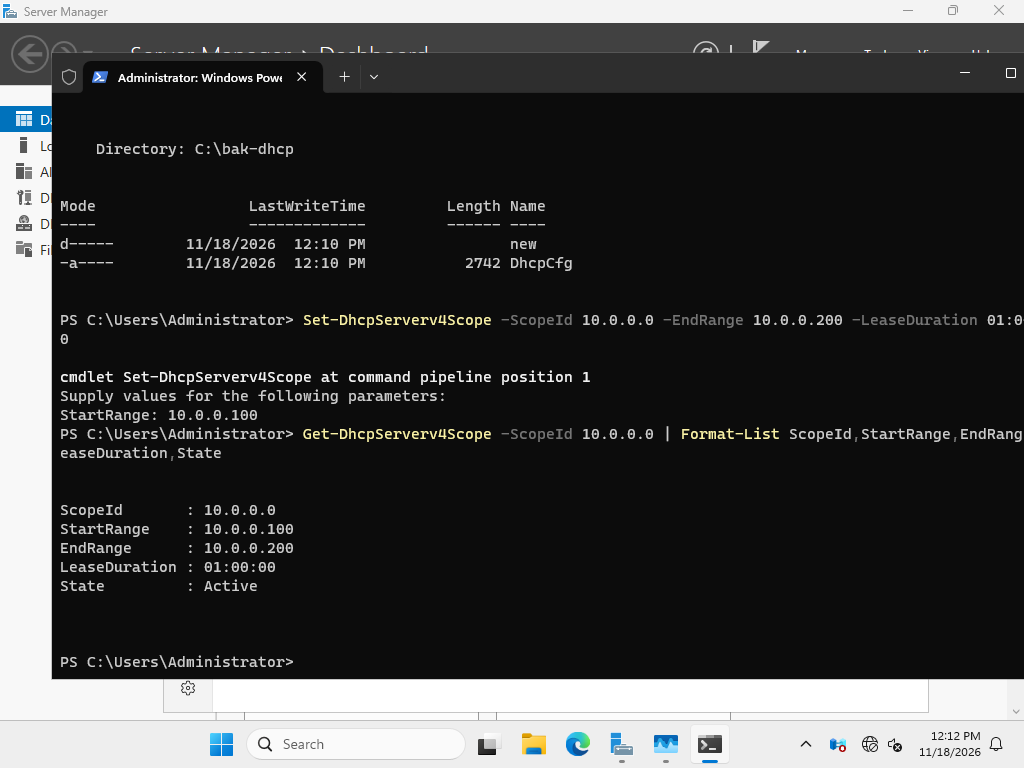 Server Manager
Administrator: Windows Powe
Directory: C:\bak-dhcp
Mode LastWriteTime Length Name
---- ------------- ------ ----
d----- 11/18/2026 12:10 PM new
-a---- 11/18/2026 12:10 PM 2742 DhcpCfg
PS C:\Users\Administrator> Set-DhcpServerv4Scope -ScopeId 10.0.0.0 -EndRange 10.0.0.200 -LeaseDuration 01:0
0
cmdlet Set-DhcpServerv4Scope at command pipeline position 1
Supply values for the following parameters:
StartRange: 10.0.0.100
PS C:\Users\Administrator> Get-DhcpServerv4Scope -ScopeId 10.0.0.0 | Format-List ScopeId,StartRange,EndRang
easeDuration,State
ScopeId : 10.0.0.0
StartRange : 10.0.0.100
EndRange : 10.0.0.200
LeaseDuration : 01:00:00
State : Active
PS C:\Users\Administrator>
Search
12:12 PM
11/18/2026